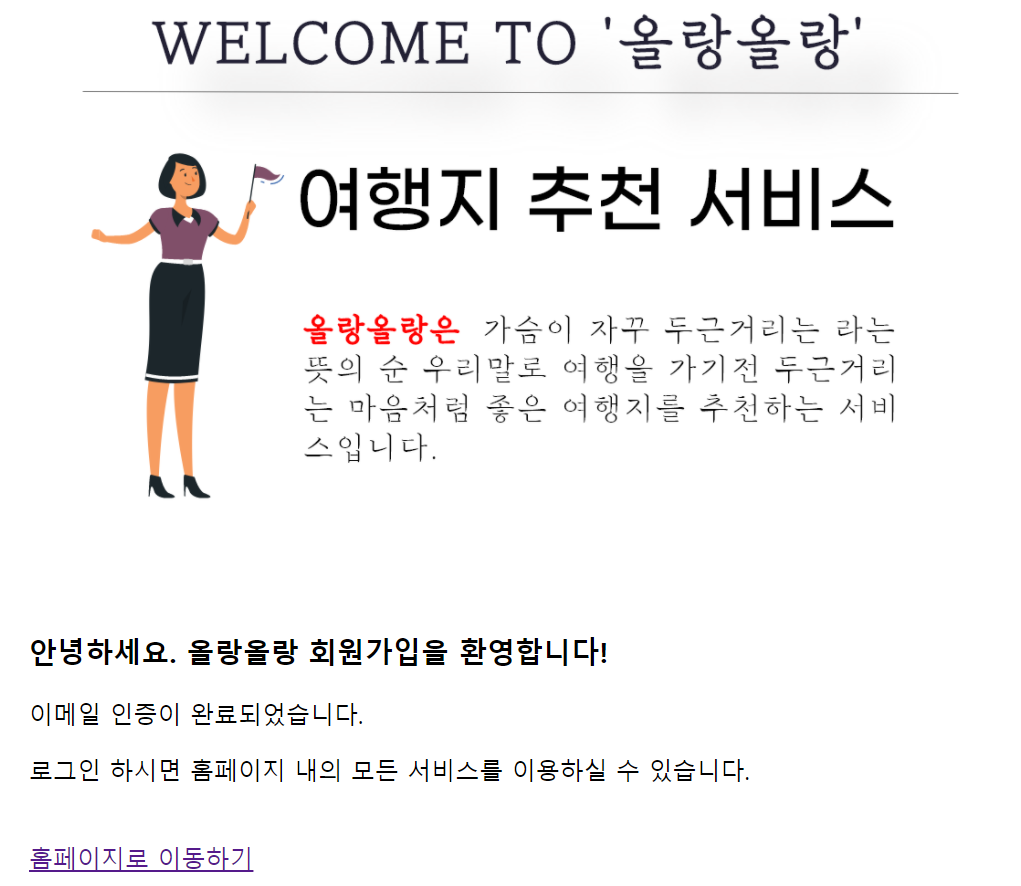 WELCOME TO '올랑올랑'
여행지 추천 서비스
올랑올랑은 가슴이 자꾸 두근거리는 라는
뜻의 순 우리말로 여행을 가기전 두근거리
는 마음처럼 좋은 여행지를 추천하는 서비
스입니다.
안녕하세요. 올랑올랑 회원가입을 환영합니다!
이메일 인증이 완료되었습니다.
로그인 하시면 홈페이지 내의 모든 서비스를 이용하실 수 있습니다.
홈페이지로 이동하기